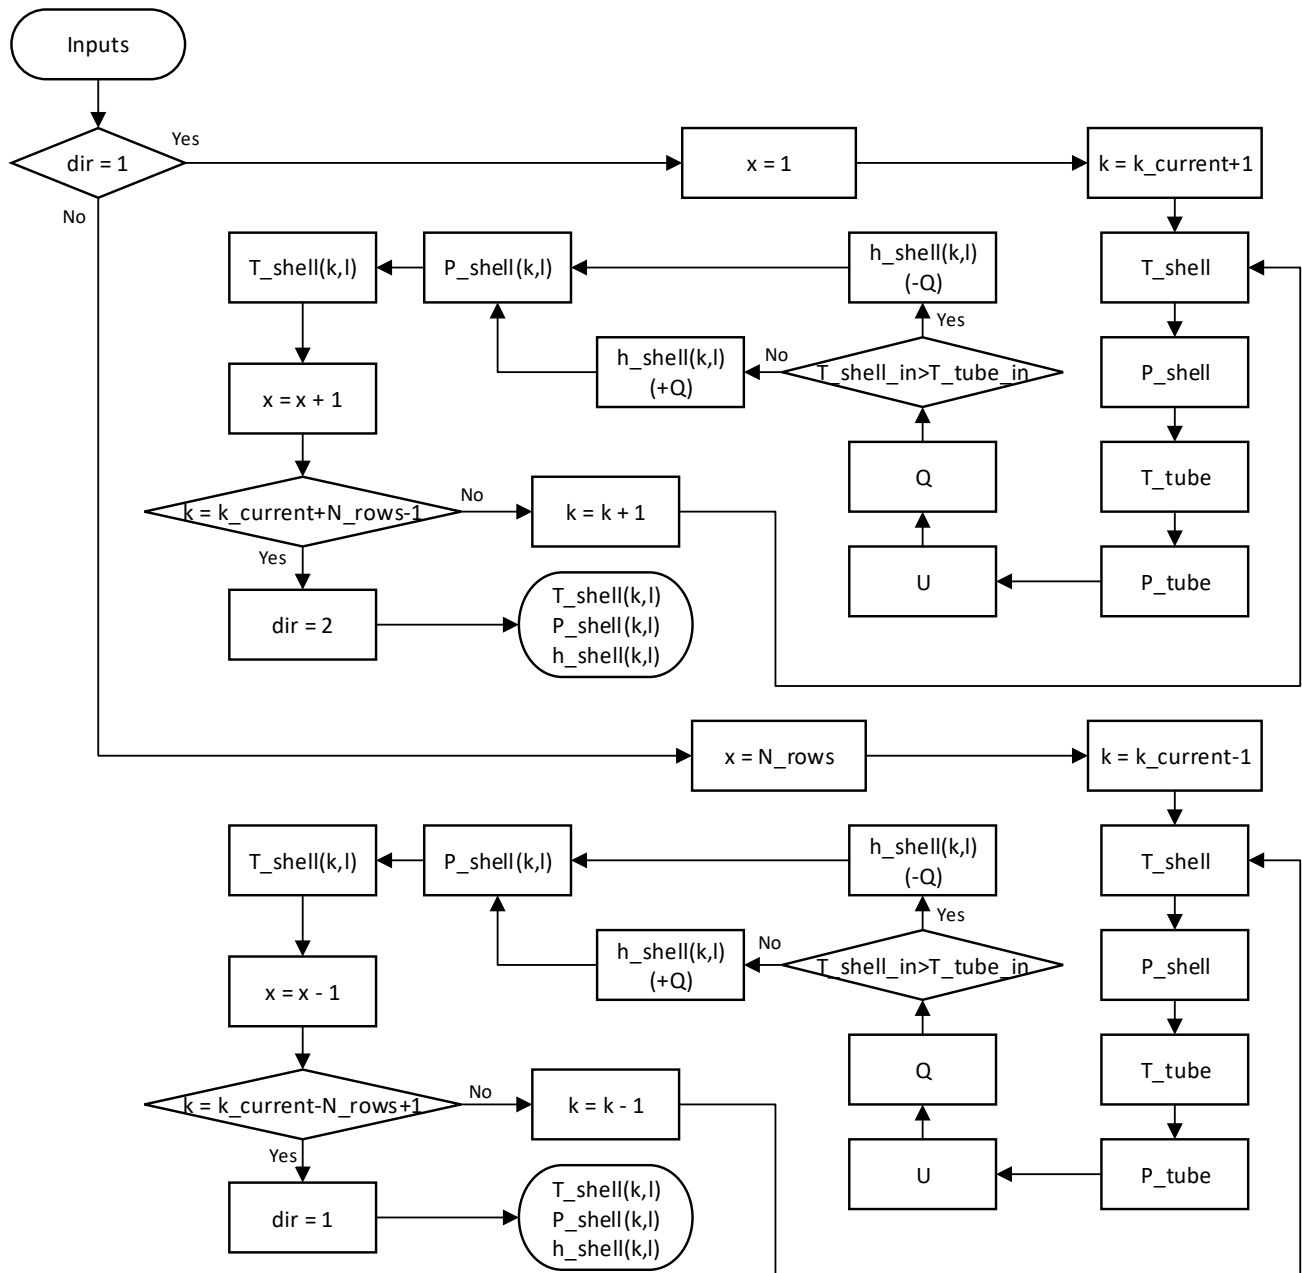 Inputs
dir = 1
Yes
No
x = 1
k = k_current+1
T_shell(k,l)
P_shell(k,l)
h_shell(k,l)
(-Q)
T_shell
Yes
x = x + 1
h_shell(k,l)
(+Q)
No
T_shell_in>T_tube_in
P_shell
k = k_current+N_rows-1
No
Yes
k = k + 1
Q
T_tube
dir = 2
T_shell(k,l)
P_shell(k,l)
h_shell(k,l)
U
P_tube
x = N_rows
k = k_current-1
T_shell(k,l)
P_shell(k,l)
h_shell(k,l)
(-Q)
T_shell
Yes
x = x - 1
h_shell(k,l)
(+Q)
No
T_shell_in>T_tube_in
P_shell
k = k_current-N_rows+1
No
Yes
k = k - 1
Q
T_tube
dir = 1
T_shell(k,l)
P_shell(k,l)
h_shell(k,l)
U
P_tube